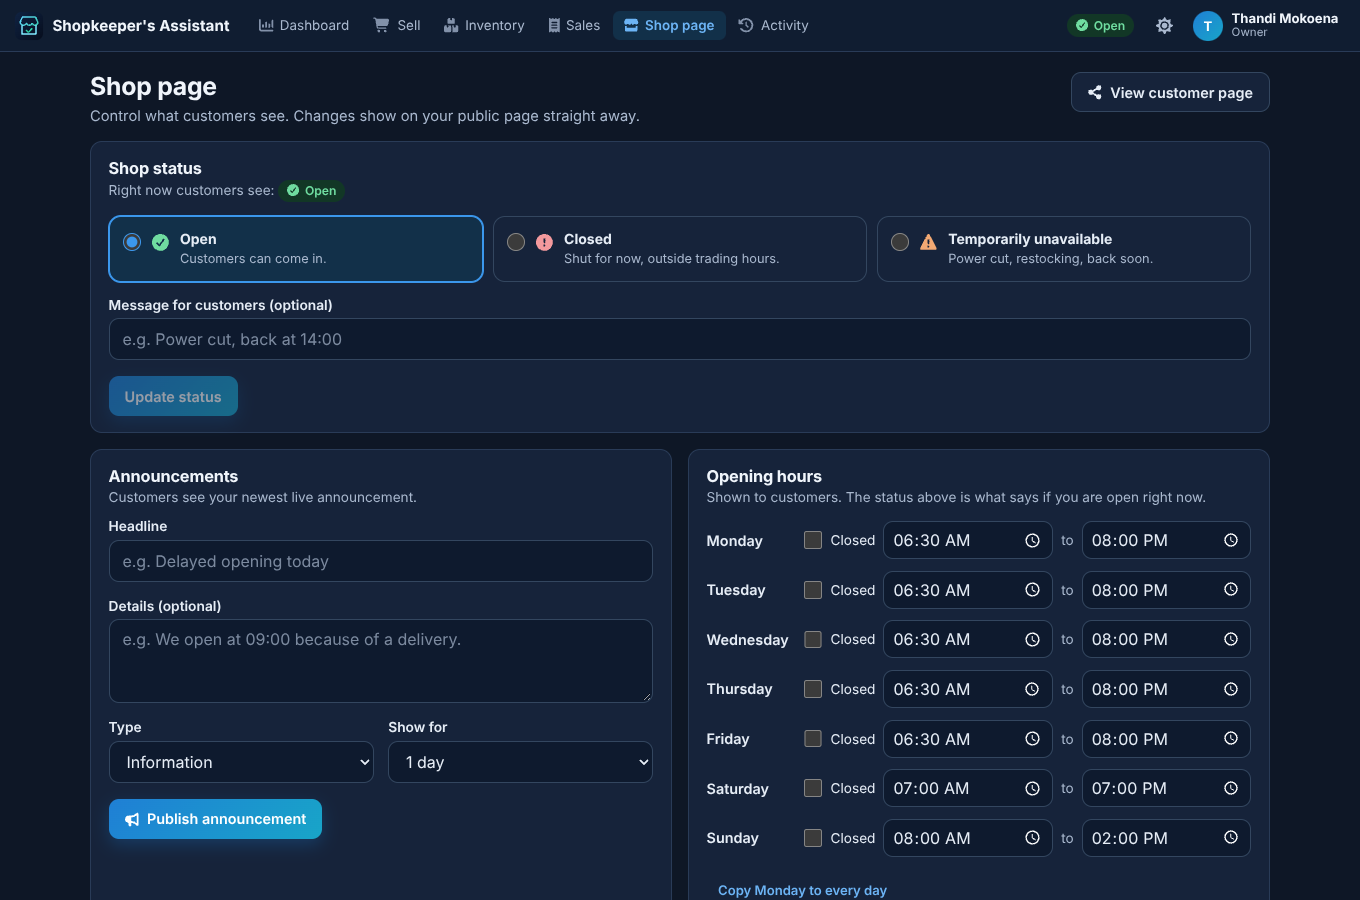 Shopkeeper's Assistant
Dashboard
Sell
Inventory
Sales
Shop page
Activity
Open
T
Thandi Mokoena
Owner
Shop page
Control what customers see. Changes show on your public page straight away.
View customer page
Shop status
Right now customers see: Open
Open
Customers can come in.
Closed
Shut for now, outside trading hours.
Temporarily unavailable
Power cut, restocking, back soon.
Message for customers (optional)
e.g. Power cut, back at 14:00
Update status
Announcements
Customers see your newest live announcement.
Headline
e.g. Delayed opening today
Details (optional)
e.g. We open at 09:00 because of a delivery.
Type
Show for
Information
1 day
Publish announcement
Opening hours
Shown to customers. The status above is what says if you are open right now.
Monday Closed 06:30 AM to 08:00 PM
Tuesday Closed 06:30 AM to 08:00 PM
Wednesday Closed 06:30 AM to 08:00 PM
Thursday Closed 06:30 AM to 08:00 PM
Friday Closed 06:30 AM to 08:00 PM
Saturday Closed 07:00 AM to 07:00 PM
Sunday Closed 08:00 AM to 02:00 PM
Copy Monday to every day